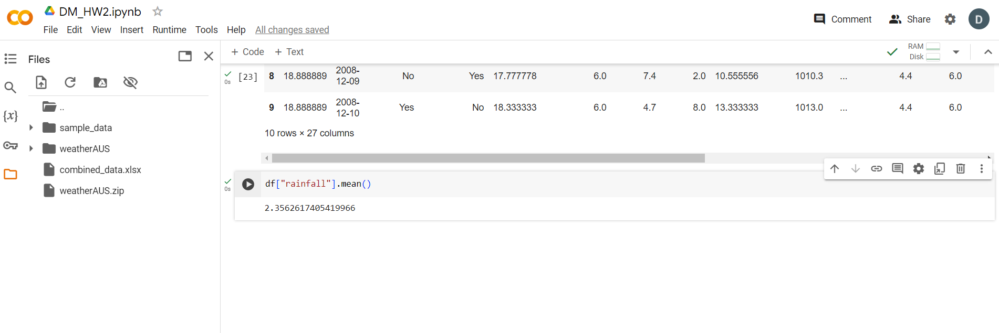 DM_HW2.ipynb
File Edit View Insert Runtime Tools Help All changes saved
Comment Share D
Files
+ Code + Text
RAM
Disk
..
sample_data
weatherAUS
combined_data.xlsx
weatherAUS.zip
{x}
0s [23] 8 18.888889 2008-12-09 No Yes 17.777778 6.0 7.4 2.0 10.555556 1010.3 ... 4.4 6.0
9 18.888889 2008-12-10 Yes No 18.333333 6.0 4.7 8.0 13.333333 1013.0 ... 4.4 6.0
10 rows × 27 columns
0s df["rainfall"].mean()
2.3562617405419966